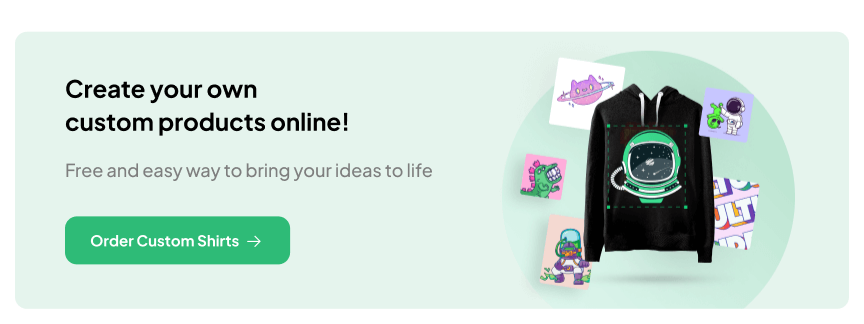 Create your own
custom products online!
Free and easy way to bring your ideas to life
Order Custom Shirts →